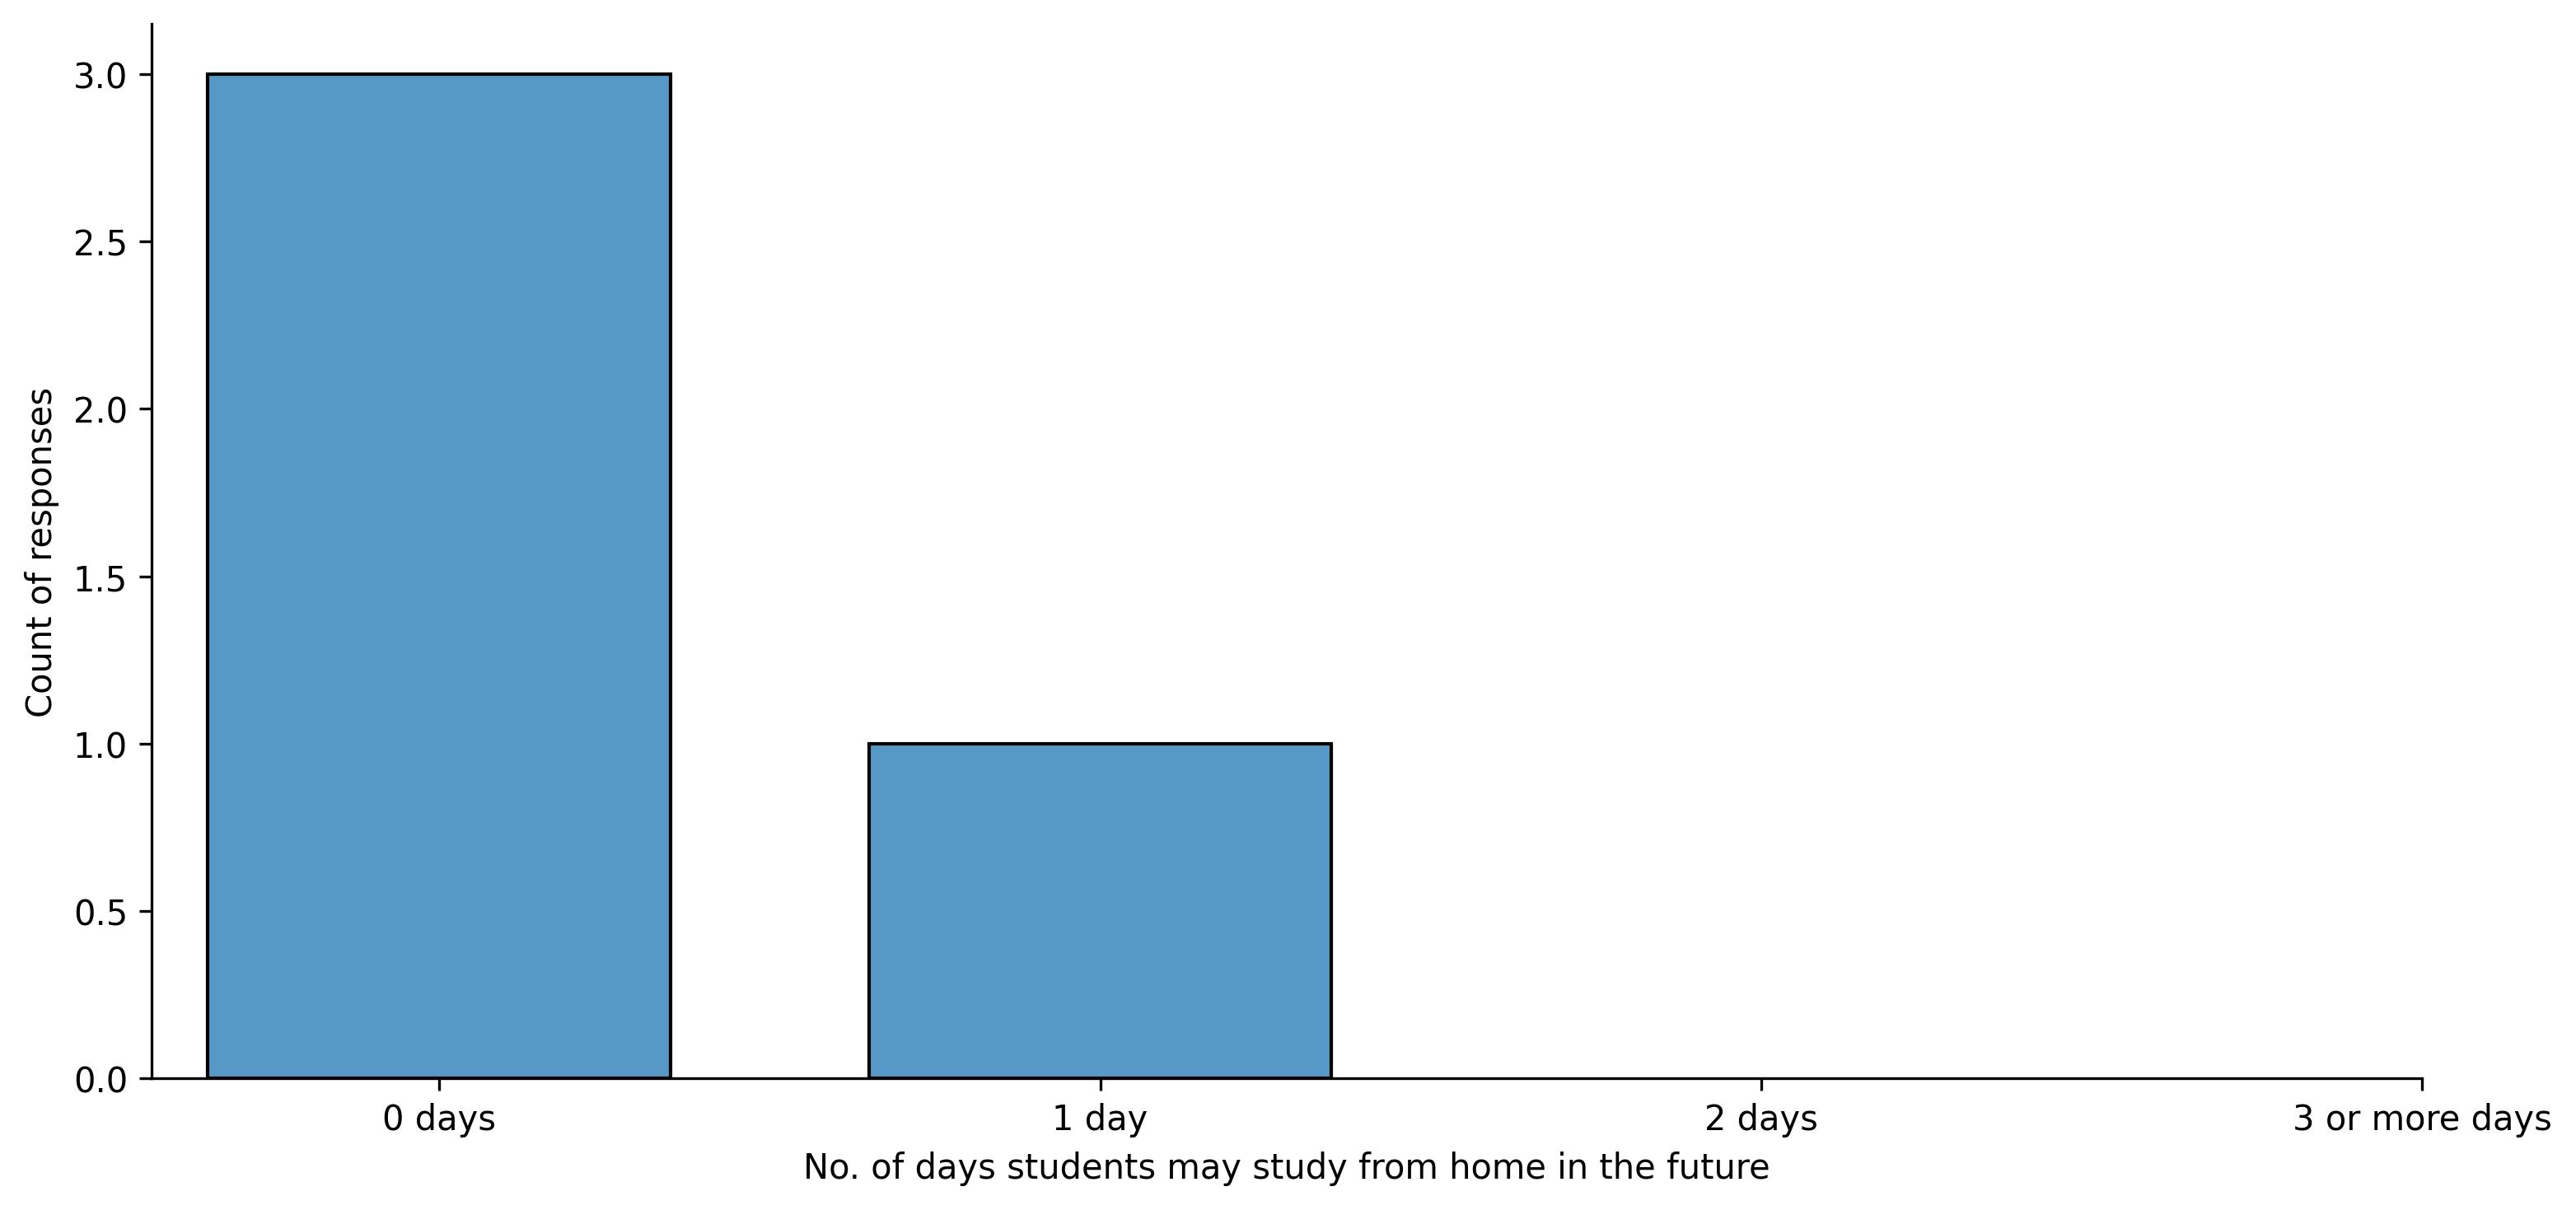 3.0
2.5
2.0
1.5
1.0
0.5
0.0
Count of responses
0 days 1 day 2 days 3 or more days
No. of days students may study from home in the future